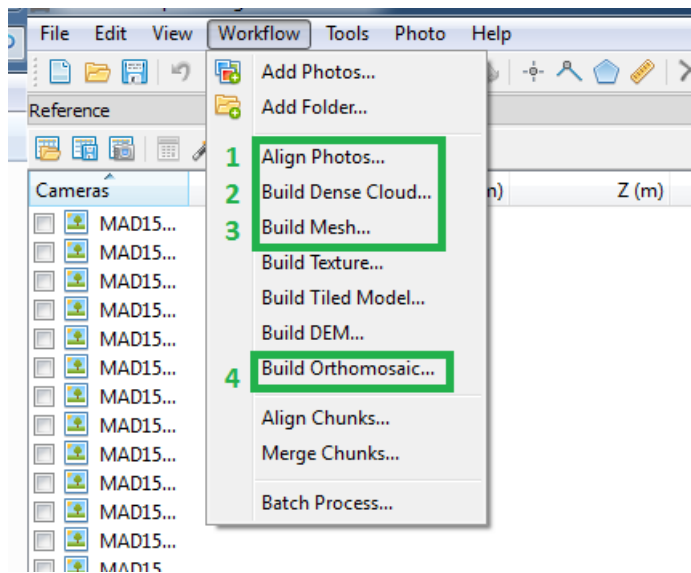 File Edit View Workflow Tools Photo Help
Add Photos...
Reference
Add Folder...
1 Align Photos...
Cameras
2 Build Dense Cloud...
n) Z (m)
3 Build Mesh...
Build Texture...
Build Tiled Model...
Build DEM...
4 Build Orthomosaic...
Align Chunks...
Merge Chunks...
Batch Process...
MAD15...
MAD15...
MAD15...
MAD15...
MAD15...
MAD15...
MAD15...
MAD15...
MAD15...
MAD15...
MAD15...
MAD15...
MAD15